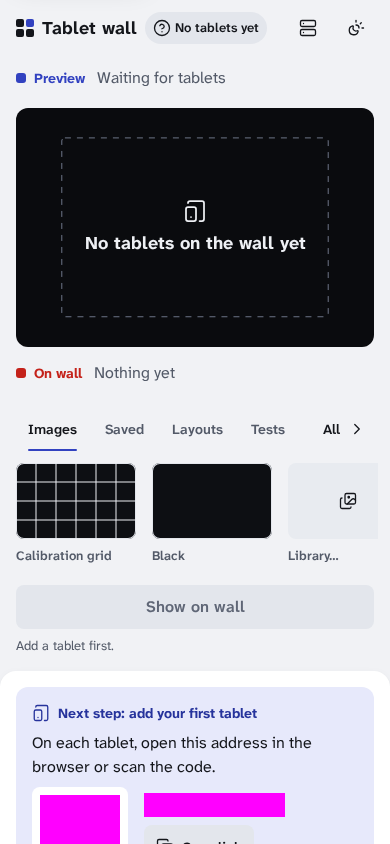 Tablet wall
No tablets yet
Preview Waiting for tablets
No tablets on the wall yet
On wall Nothing yet
Images Saved Layouts Tests All
Calibration grid Black Library...
Show on wall
Add a tablet first.
Next step: add your first tablet
On each tablet, open this address in the
browser or scan the code.